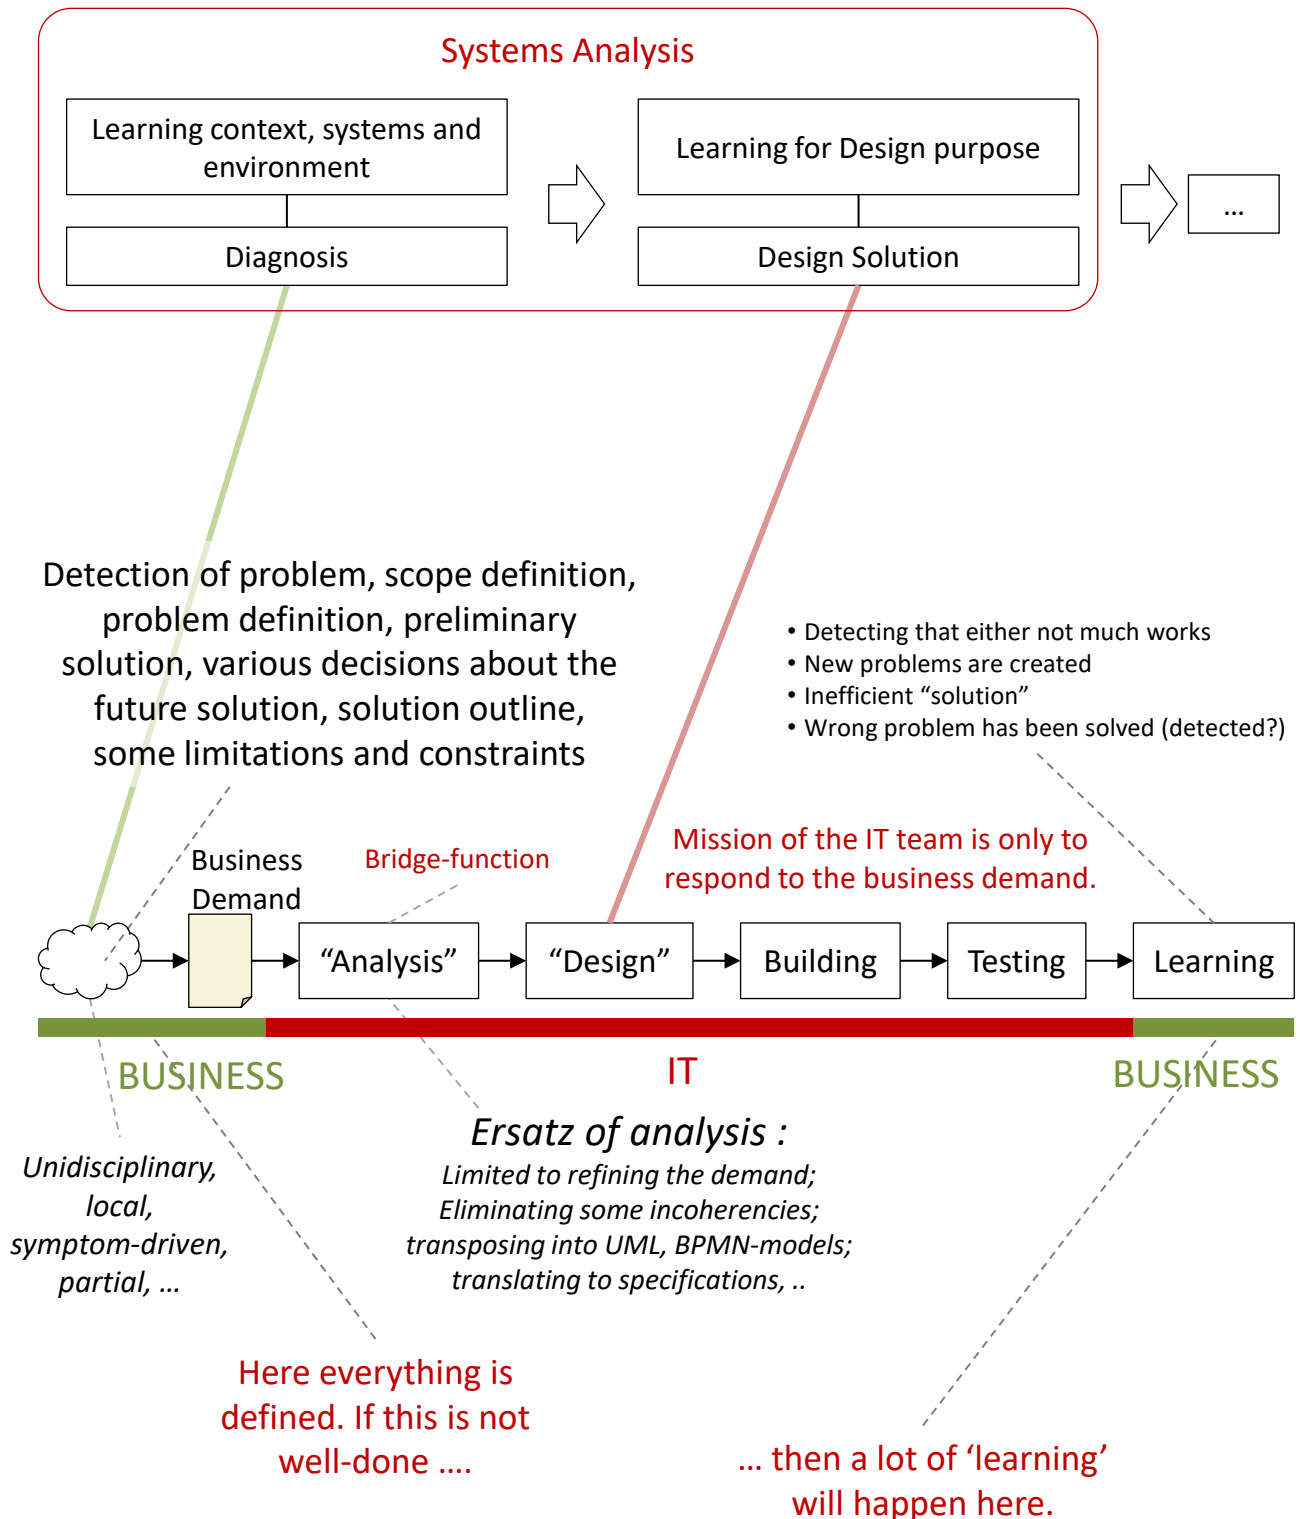 Systems Analysis
Learning context, systems and
environment
Learning for Design purpose
...
Diagnosis
Design Solution
Detection of problem, scope definition,
problem definition, preliminary
solution, various decisions about the
future solution, solution outline,
some limitations and constraints
• Detecting that either not much works
• New problems are created
• Inefficient “solution”
• Wrong problem has been solved (detected?)
Business
Demand
Bridge-function
Mission of the IT team is only to
respond to the business demand.
“Analysis”
“Design”
Building
Testing
Learning
BUSINESS
IT
BUSINESS
Unidisciplinary,
local,
symptom-driven,
partial, …
Ersatz of analysis :
Limited to refining the demand;
Eliminating some incoherencies;
transposing into UML, BPMN-models;
translating to specifications, ..
Here everything is
defined. If this is not
well-done ….
… then a lot of ‘learning’
will happen here.